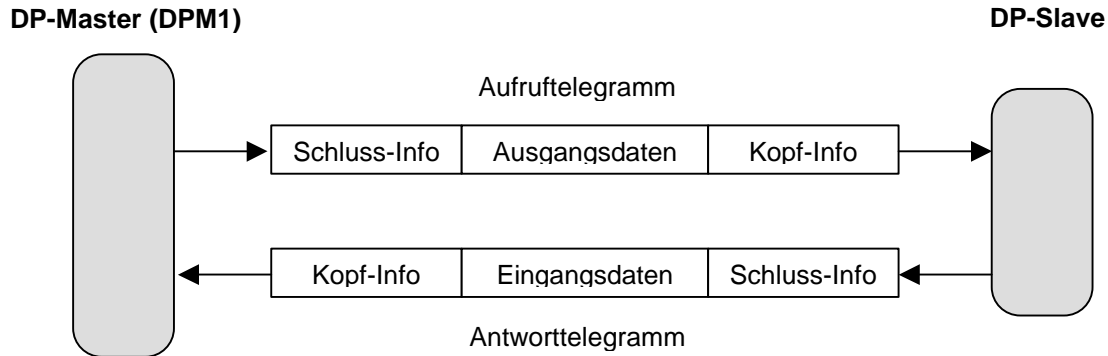 DP-Master (DPM1)
DP-Slave
Aufruftelegramm
Schluss-Info Ausgangsdaten Kopf-Info
Kopf-Info Eingangsdaten Schluss-Info
Antworttelegramm